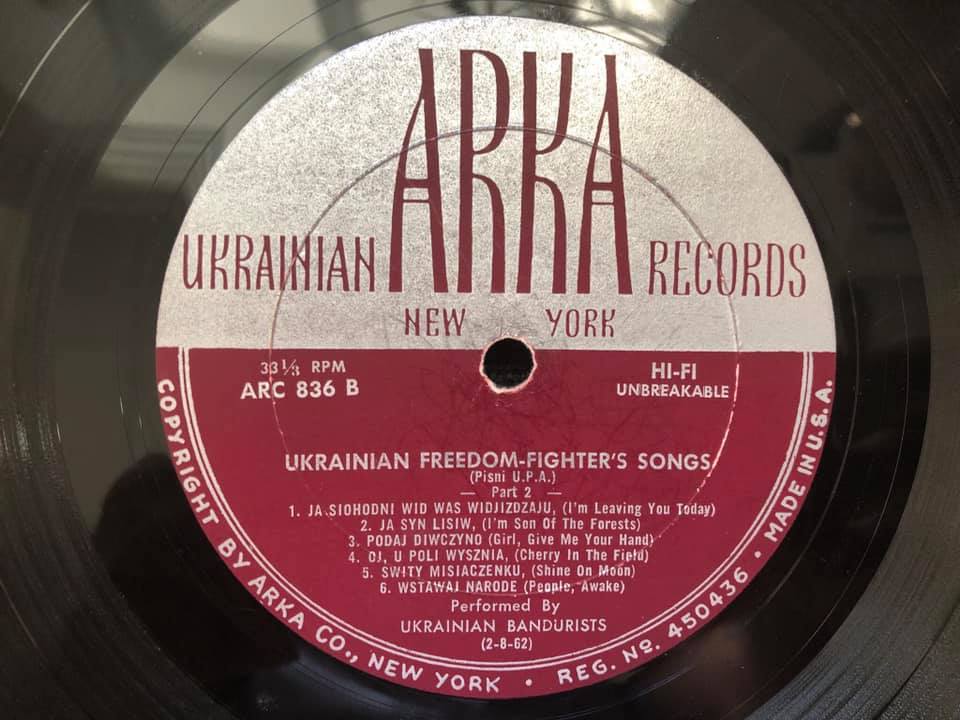 ARKA
UKRAINIAN RECORDS
NEW YORK
33 1/3 RPM
ARC 836 B
HI-FI
UNBREAKABLE
UKRAINIAN FREEDOM-FIGHTER'S SONGS
(Pisni U.P.A.)
— Part 2 —
1. JA SIOHODNI WID WAS WIDJIZDZAJU, (I'm Leaving You Today)
2. JA SYN LISIW, (I'm Son Of The Forests)
3. PODAJ DIWCZYNO (Girl, Give Me Your Hand)
4. OJ, U POLI WYSZNIA, (Cherry In The Field)
5. SWITY MISIACZENKU, (Shine On Moon)
6. WSTAWAJ NARODE (People, Awake)
Performed By
UKRAINIAN BANDURISTS
(2-8-62)
COPYRIGHT BY ARKA CO., NEW YORK • REG. Nº. 450436 • MADE IN U.S.A.